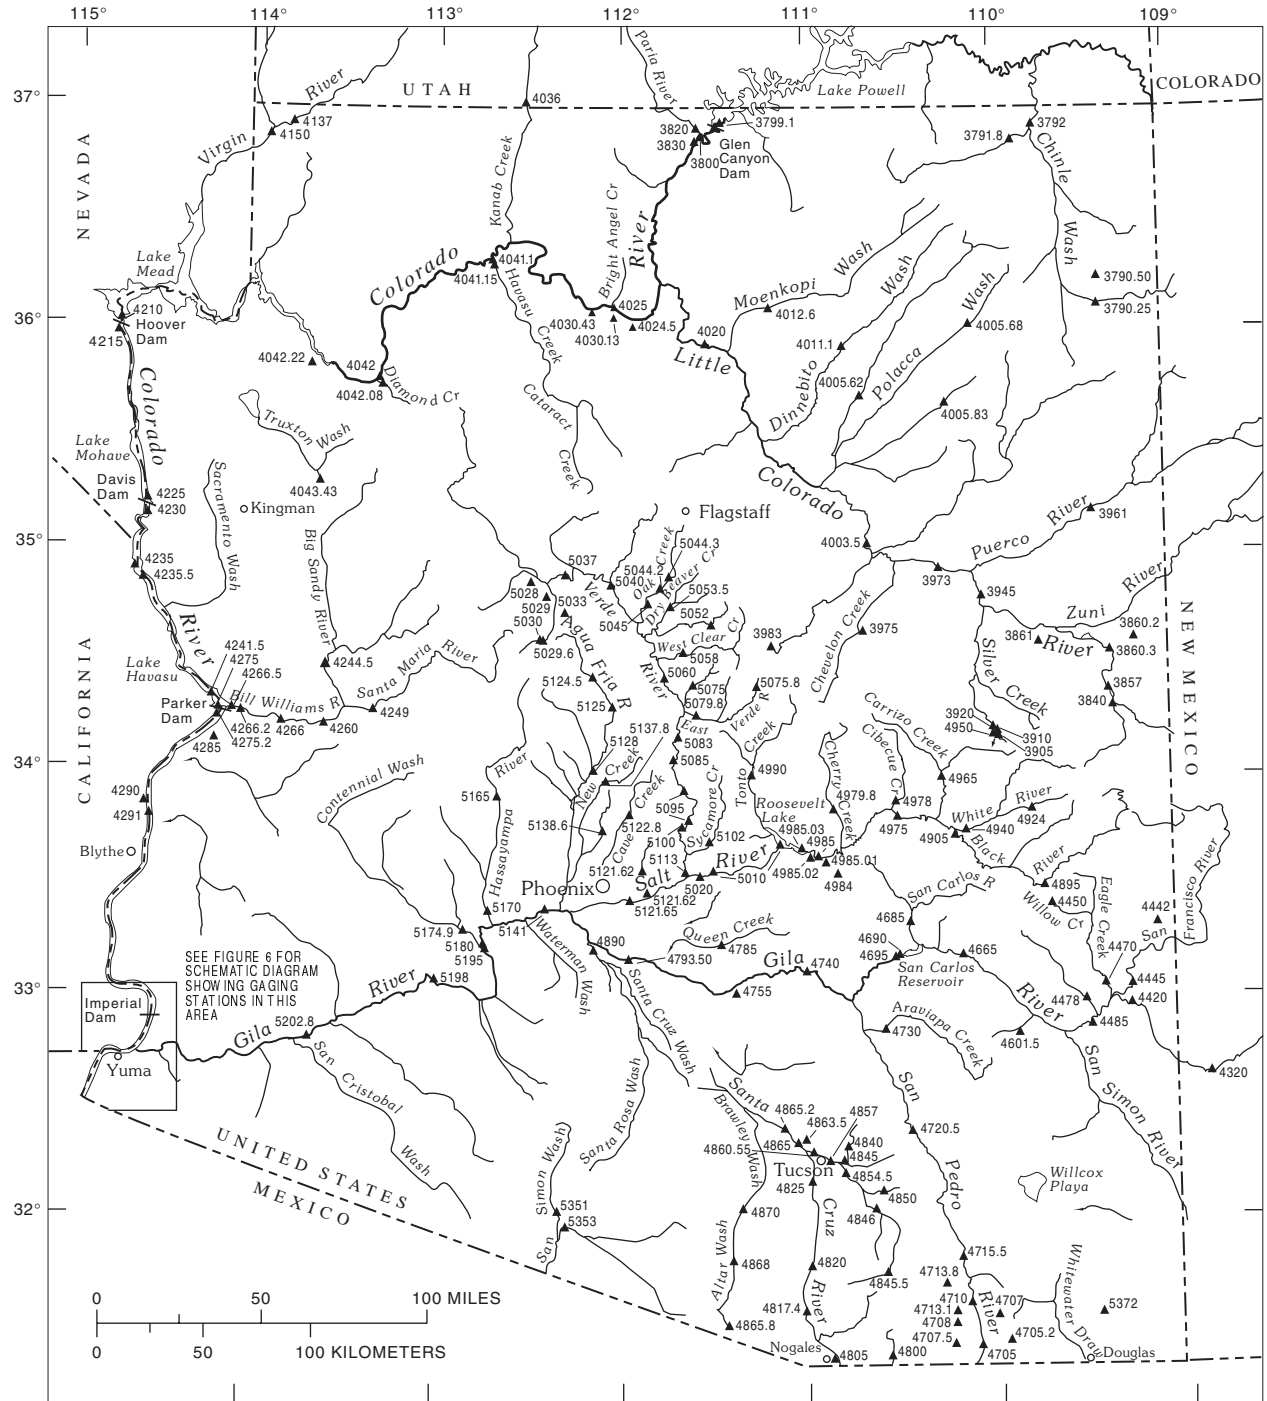 115° 114° 113° 112° 111° 110° 109°
37°
36°
35°
34°
33°
32°
UTAH
COLORADO
NEVADA
CALIFORNIA
NEW MEXICO
UNITED STATES
MEXICO
Virgin River
4137
4150
4036
Kanab Creek
Paria River
3820
3830
3800
3799.1
Glen
Canyon
Dam
Lake Powell
3791.8
3792
Chinle
Wash
3790.50
3790.25
Lake
Mead
4210
Hoover
Dam
4215
Colorado
River
4041.1
4041.15
Havasu Creek
Bright Angel Cr
4025
4030.43
4030.13
4024.5
4020
Little
Colorado
Moenkopi Wash
4012.6
Dinnebito Wash
4011.1
Polacca Wash
4005.68
4005.62
4005.83
4042.22
4042
4042.08
Diamond Cr
Cataract
Creek
Truxton Wash
4043.43
Colorado
Lake
Mohave
Davis
Dam
4225
4230
Sacramento Wash
Kingman
Big Sandy River
Flagstaff
4003.5
Puerco River
3961
3973
3945
Zuni River
3860.2
3861
River
3860.3
3857
3840
4235
4235.5
River
5037
5028
5029
5033
5030
5029.6
Verde
5040
5044.2
Oak Creek
5044.3
Dry Beaver Cr
5053.5
5052
5045
West Clear Cr
5058
5060
River
5075
5079.8
East
Verde R
5075.8
3983
Chevelon Creek
3975
Silver Creek
3920
4950
3910
3905
4241.5
4275
4266.5
Lake
Havasu
Parker
Dam
Bill Williams R
4244.5
Santa Maria River
4249
4266.2
4275.2
4266
4260
4285
4290
4291
Blythe
Centennial Wash
Agua Fria R
5124.5
5125
5128
5137.8
New Creek
5083
5085
Hassayampa River
5165
5138.6
Cave Creek
5122.8
5095
5100
Sycamore Cr
5102
5113
5121.62
Tonto Creek
4990
Cherry Creek
4979.8
Cibecue Cr
4978
Carrizo Creek
4965
4975
White River
4924
4940
4905
Black River
4895
Roosevelt
Lake
4985.03
4985
4985.02
4985.01
4984
Salt River
5010
5020
5121.62
5121.65
Phoenix
5170
5141
5174.9
5180
5195
Waterman Wash
4890
Queen Creek
4785
4793.50
Gila
4740
4755
San Carlos R
4685
4690
4695
San Carlos
Reservoir
4665
River
Willow Cr
4450
Eagle Creek
4442
San Francisco River
4470
4445
4420
4478
4485
4320
4601.5
4730
Aravaipa Creek
SEE FIGURE 6 FOR
SCHEMATIC DIAGRAM
SHOWING GAGING
STATIONS IN THIS
AREA
Imperial
Dam
Yuma
Gila River
5198
5202.8
San Cristobal Wash
Santa Cruz Wash
Santa Rosa Wash
San Simon Wash
5351
5353
Santa Cruz River
Brawley Wash
4865.2
4863.5
4857
4840
4865
4845
4860.55
Tucson
4854.5
4825
4850
4870
4846
Altar Wash
4868
4820
4845.5
4865.8
4817.4
Nogales
4805
4800
San Pedro River
4720.5
4715.5
4713.8
4710
4707
4713.1
4708
4707.5
4705.2
4705
San Simon River
Willcox
Playa
Whitewater Draw
5372
Douglas
0 50 100 MILES
0 50 100 KILOMETERS